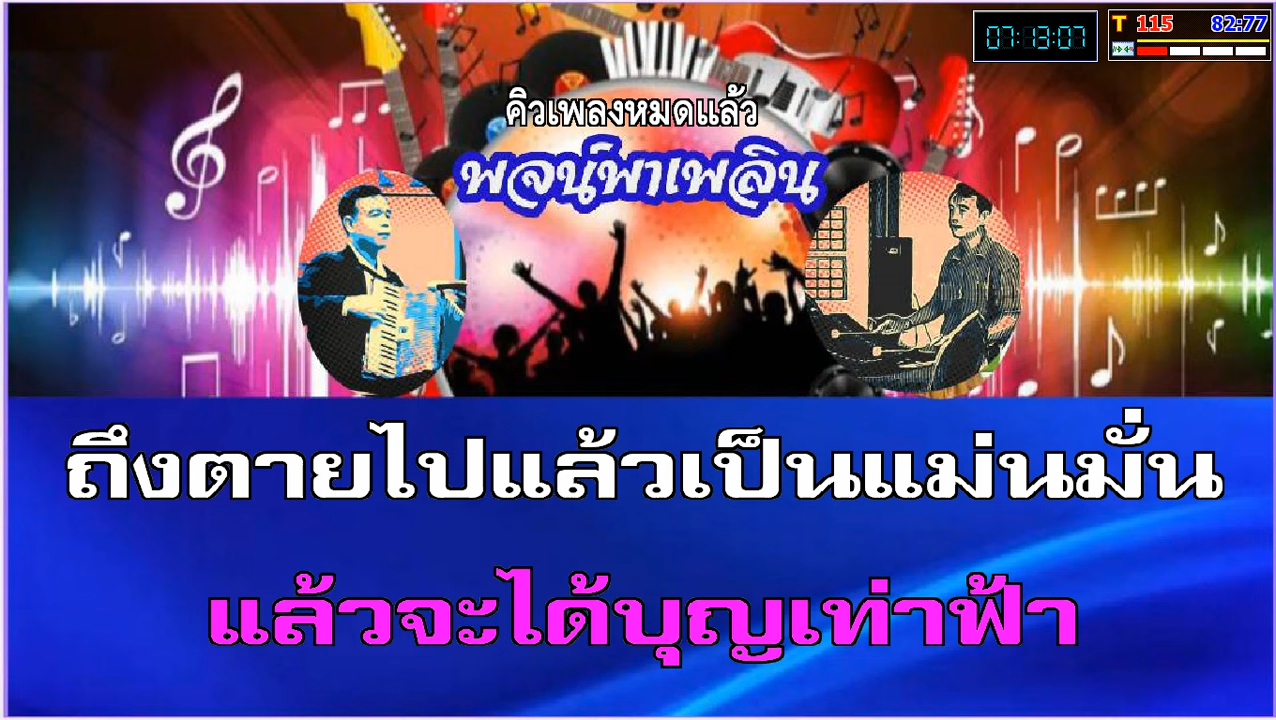 07:13:07
T 115 82:77
คิวเพลงหมดแล้ว
พจน์พาเพลิน
ถึงตายไปแล้วเป็นแม่นมั่น
แล้วจะได้บุญเท่าฟ้า